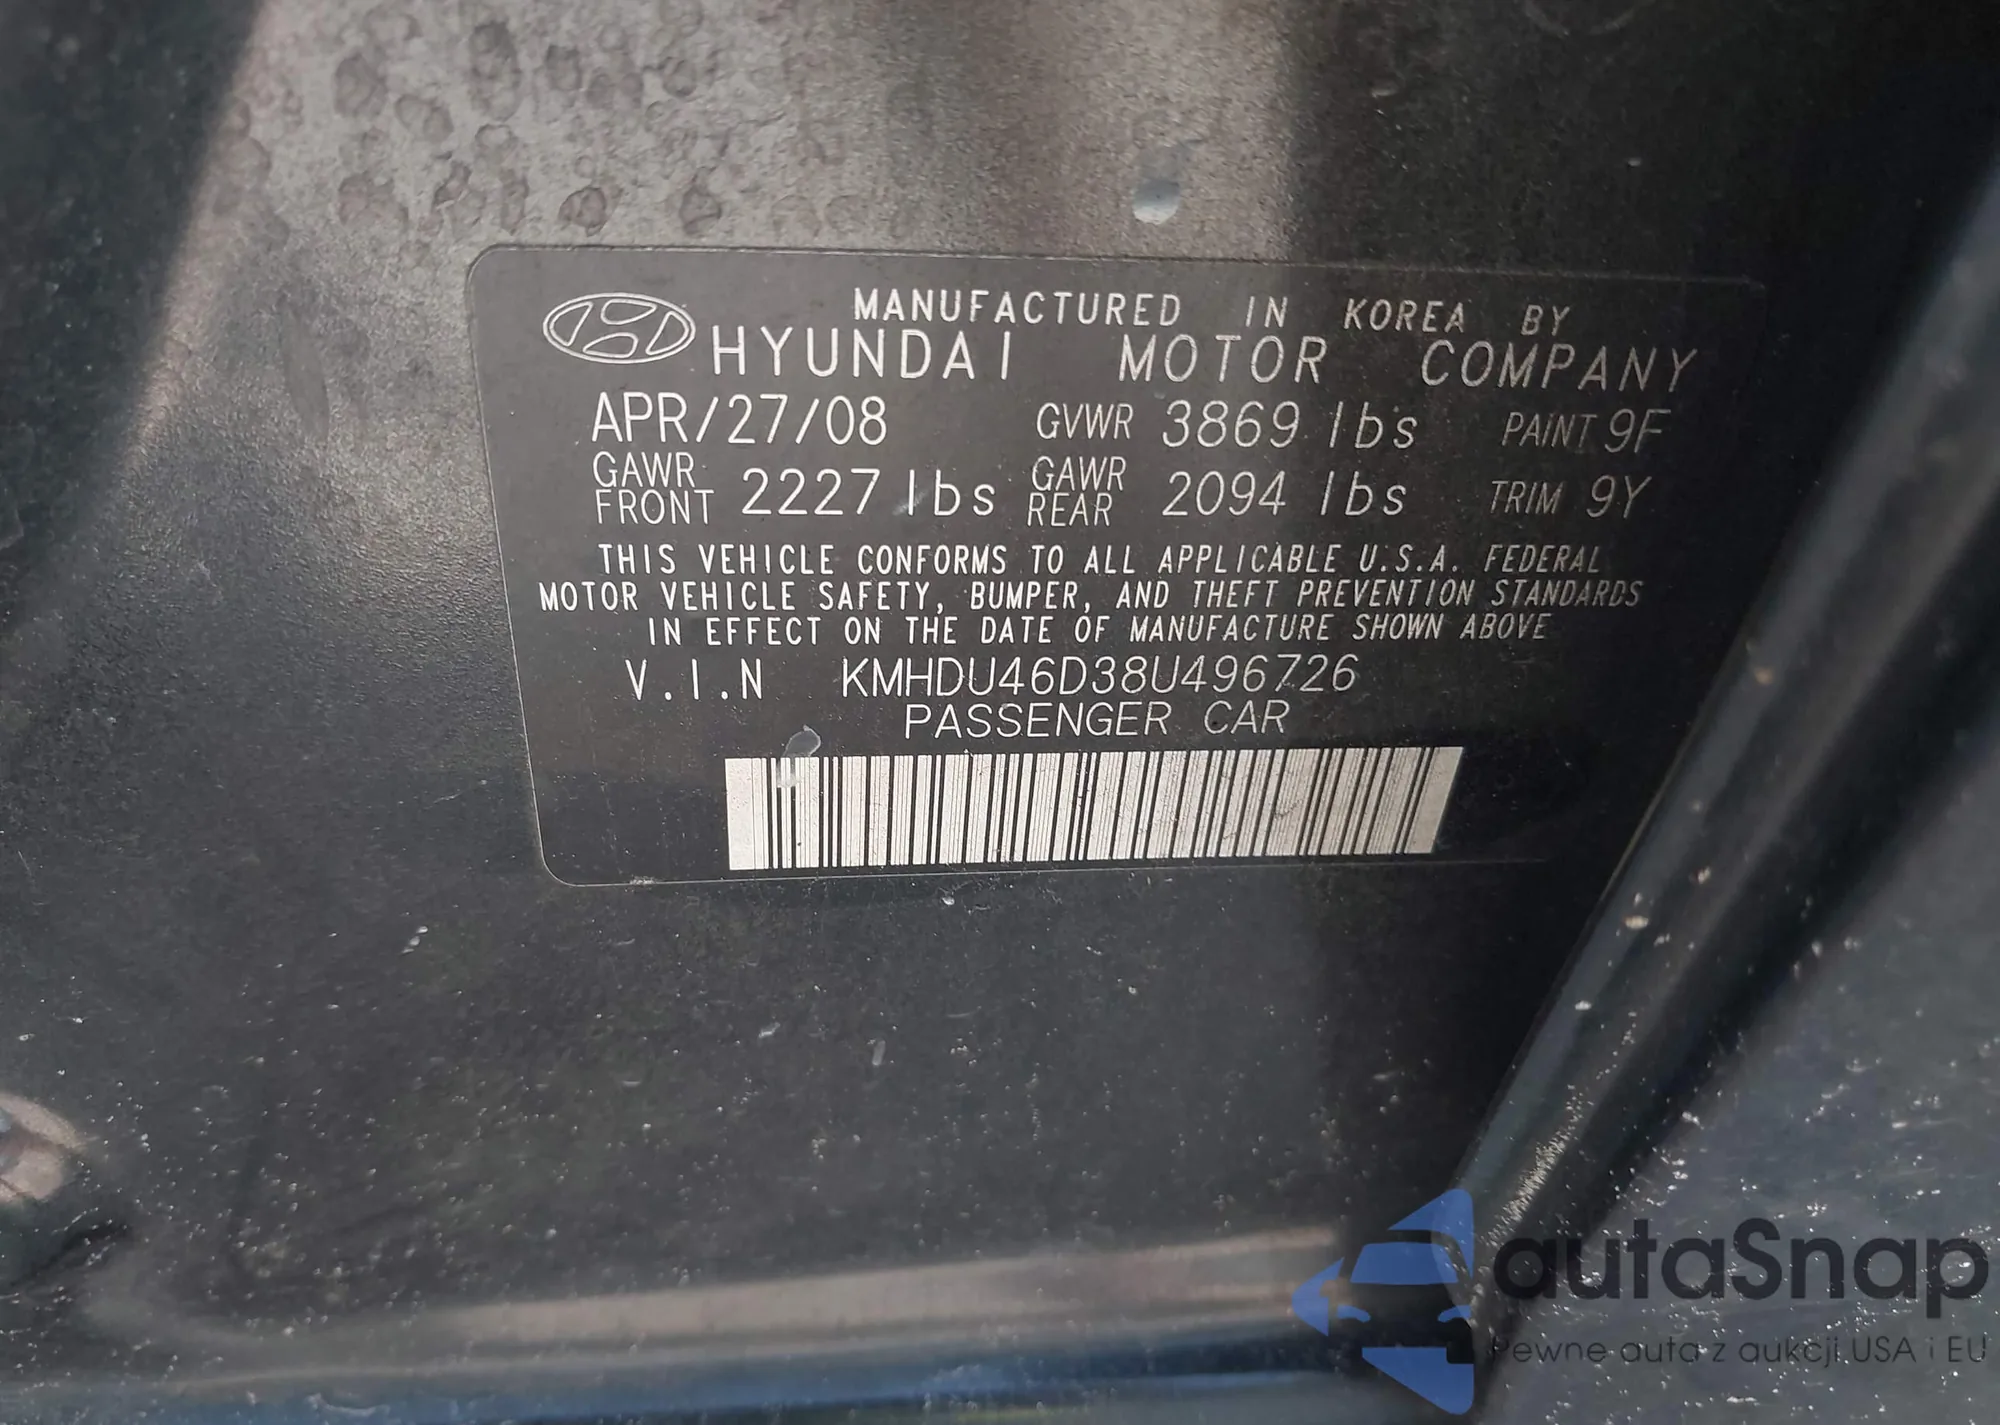 MANUFACTURED IN KOREA BY
HYUNDAI MOTOR COMPANY
APR/27/08 GVWR 3869 lbs PAINT 9F
GAWR FRONT 2227 lbs GAWR REAR 2094 lbs TRIM 9Y
THIS VEHICLE CONFORMS TO ALL APPLICABLE U.S.A. FEDERAL
MOTOR VEHICLE SAFETY, BUMPER, AND THEFT PREVENTION STANDARDS
IN EFFECT ON THE DATE OF MANUFACTURE SHOWN ABOVE
V.I.N KMHDU46D38U496726
PASSENGER CAR
autaSnap
Pewne auta z aukcji USA i EU